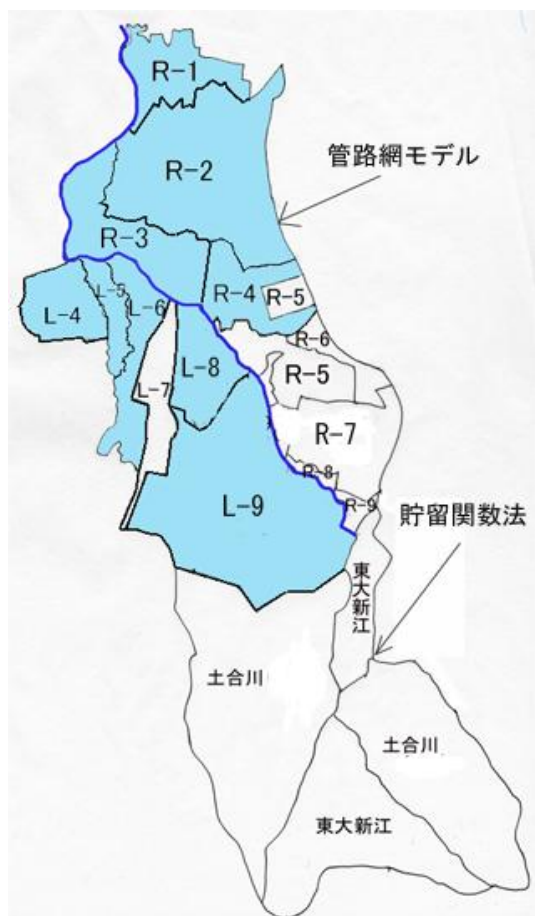 R-1
管路網モデル
R-2
R-3
R-4
R-5
L-4
L-5
L-6
R-6
L-8
R-5
L-7
R-7
R-8
L-9
R-9
貯留関数法
東大新江
土合川
土合川
東大新江